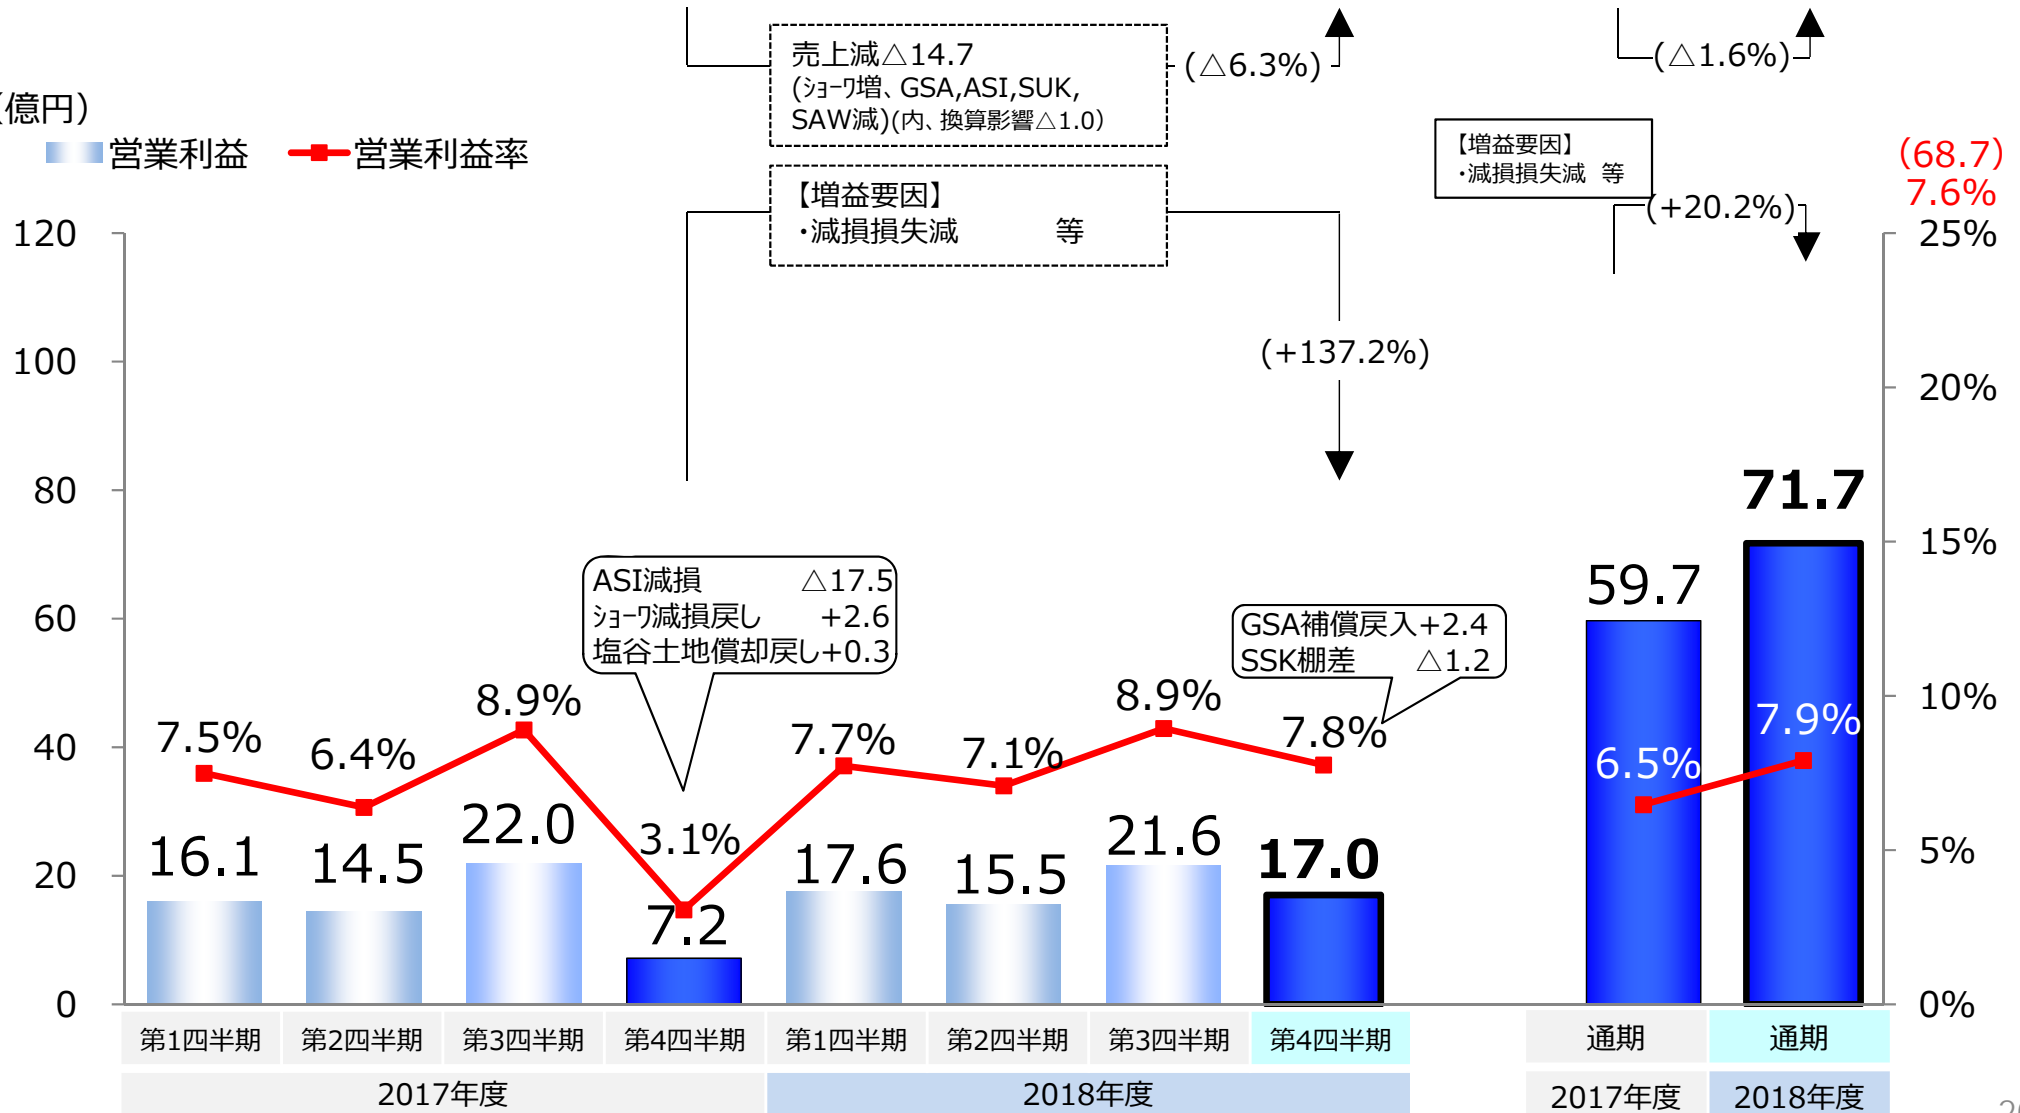 売上減△14.7
(ｼｮｰﾜ増、GSA,ASI,SUK,
SAW減)(内、換算影響△1.0)
(△6.3%)
(△1.6%)
(億円)
営業利益
営業利益率
【増益要因】
・減損損失減 等
(+137.2%)
【増益要因】
・減損損失減 等
(+20.2%)
(68.7)
7.6%
120
100
80
60
40
20
0
25%
20%
15%
10%
5%
0%
ASI減損 △17.5
ｼｮｰﾜ減損戻し +2.6
塩谷土地償却戻し+0.3
GSA補償戻入+2.4
SSK棚差 △1.2
7.5%
6.4%
8.9%
3.1%
7.7%
7.1%
8.9%
7.8%
6.5%
7.9%
16.1
14.5
22.0
7.2
17.6
15.5
21.6
17.0
59.7
71.7
第1四半期
第2四半期
第3四半期
第4四半期
第1四半期
第2四半期
第3四半期
第4四半期
通期
通期
2017年度
2018年度
2017年度
2018年度